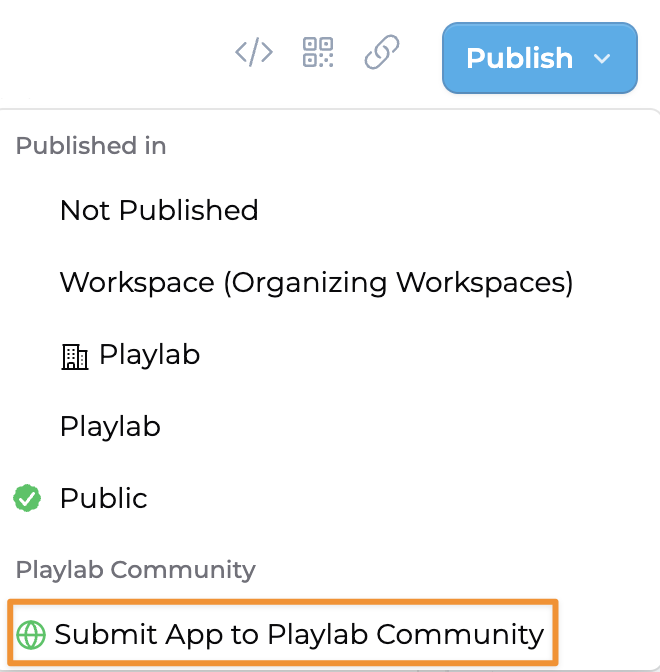 Publish
Published in
Not Published
Workspace (Organizing Workspaces)
Playlab
Playlab
Public
Playlab Community
Submit App to Playlab Community